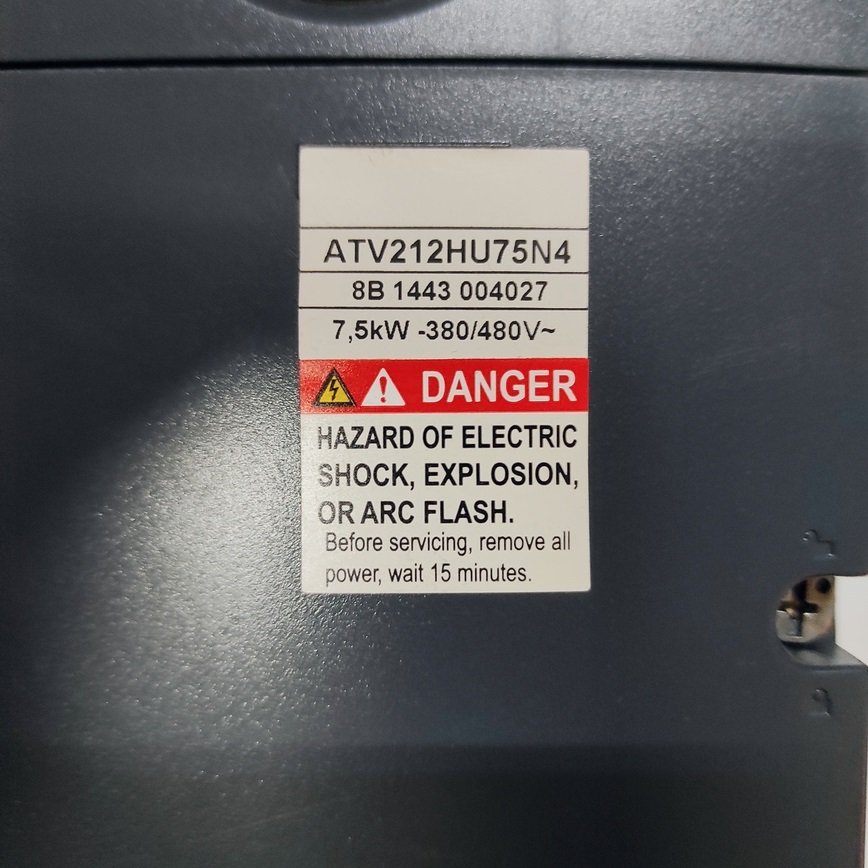 ATV212HU75N4
8B 1443 004027
7,5kW -380/480V~
DANGER
HAZARD OF ELECTRIC
SHOCK, EXPLOSION,
OR ARC FLASH.
Before servicing, remove all
power, wait 15 minutes.